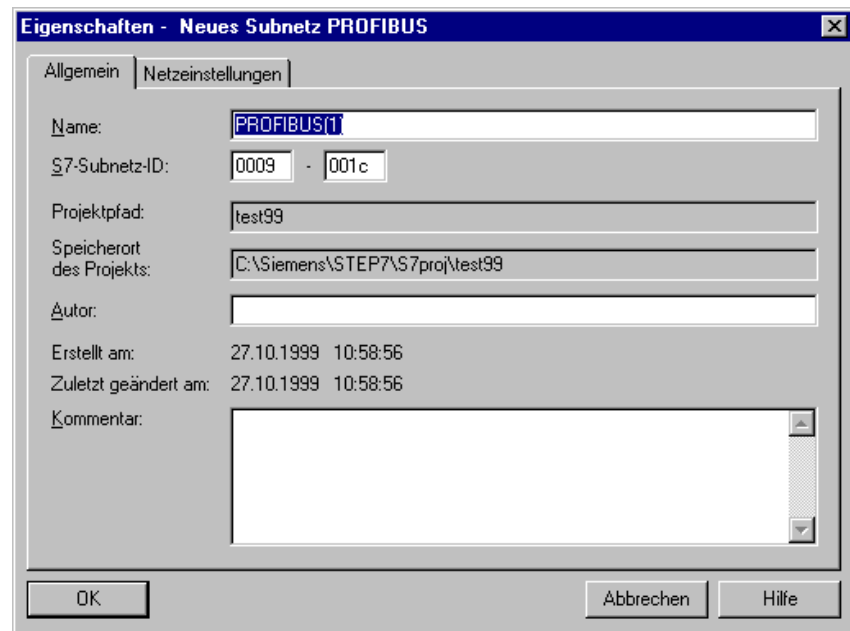 Eigenschaften - Neues Subnetz PROFIBUS
Allgemein Netzeinstellungen
Name: PROFIBUS(1)
S7-Subnetz-ID: 0009 - 001c
Projektpfad: test99
Speicherort
des Projekts: C:\Siemens\STEP7\S7proj\test99
Autor:
Erstellt am: 27.10.1999 10:58:56
Zuletzt geändert am: 27.10.1999 10:58:56
Kommentar:
OK Abbrechen Hilfe